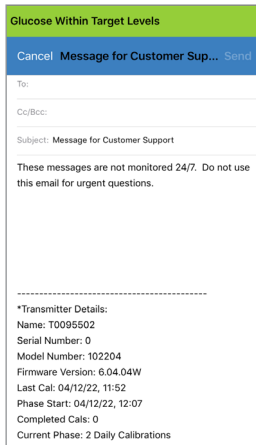 Glucose Within Target Levels
Cancel Message for Customer Sup... Send
To:
Cc/Bcc:
Subject: Message for Customer Support
These messages are not monitored 24/7. Do not use
this email for urgent questions.
------------------------------------------
*Transmitter Details:
Name: T0095502
Serial Number: 0
Model Number: 102204
Firmware Version: 6.04.04W
Last Cal: 04/12/22, 11:52
Phase Start: 04/12/22, 12:07
Completed Cals: 0
Current Phase: 2 Daily Calibrations